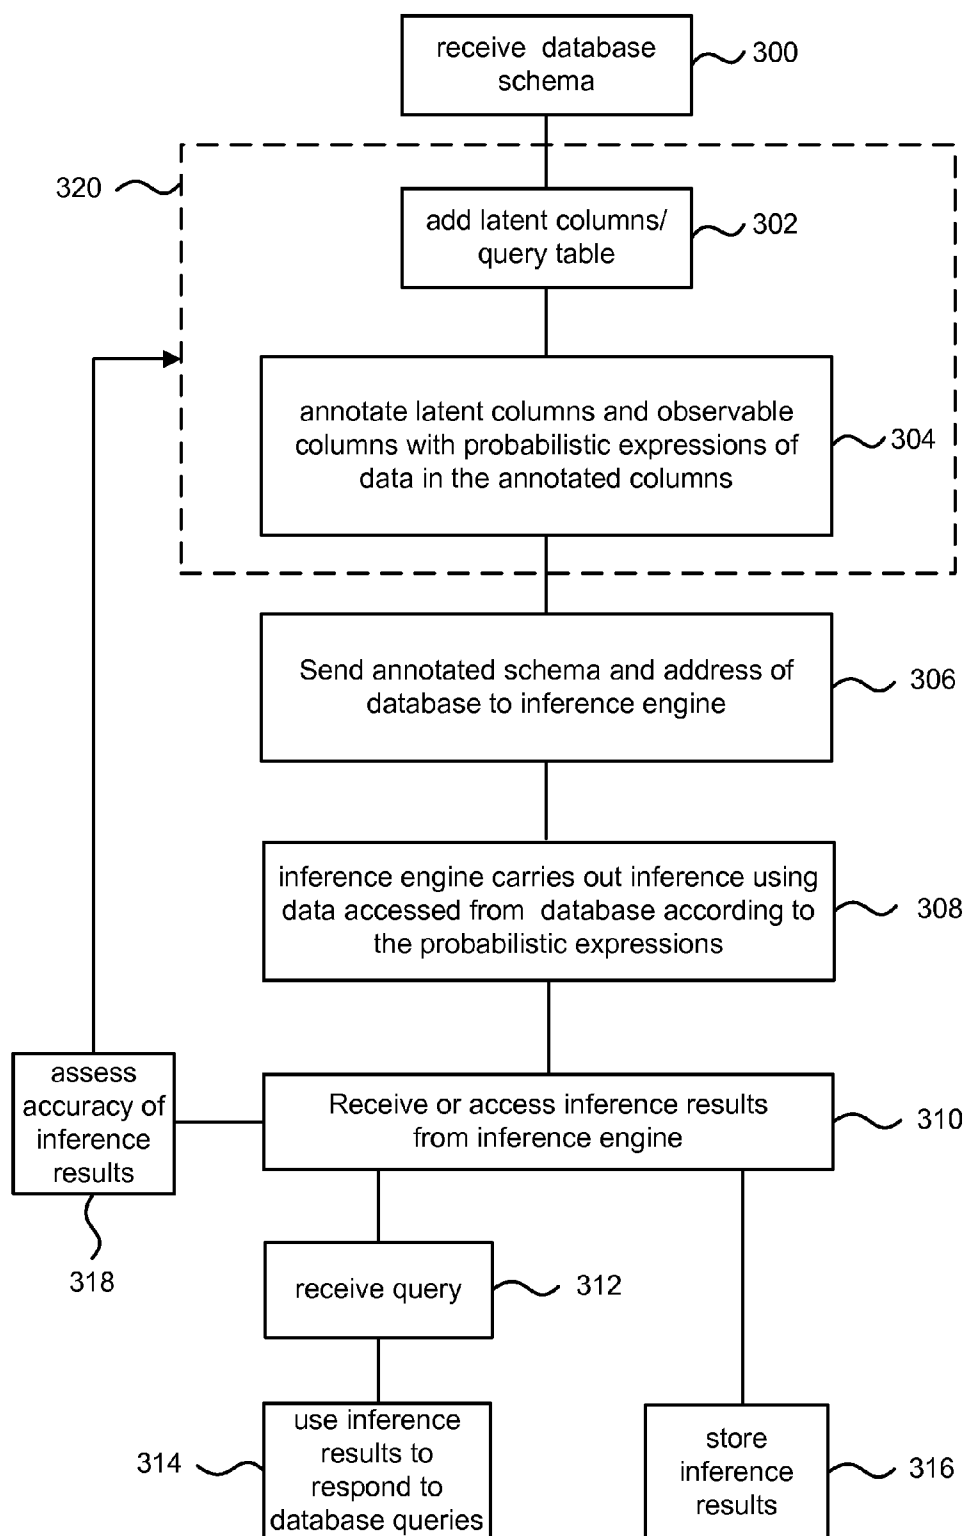 receive database
schema
300
320
add latent columns/
query table
302
annotate latent columns and observable
columns with probabilistic expressions of
data in the annotated columns
304
Send annotated schema and address of
database to inference engine
306
inference engine carries out inference using
data accessed from database according to
the probabilistic expressions
308
assess
accuracy of
inference
results
318
Receive or access inference results
from inference engine
310
receive query
312
use inference
results to
respond to
database queries
314
store
inference
results
316